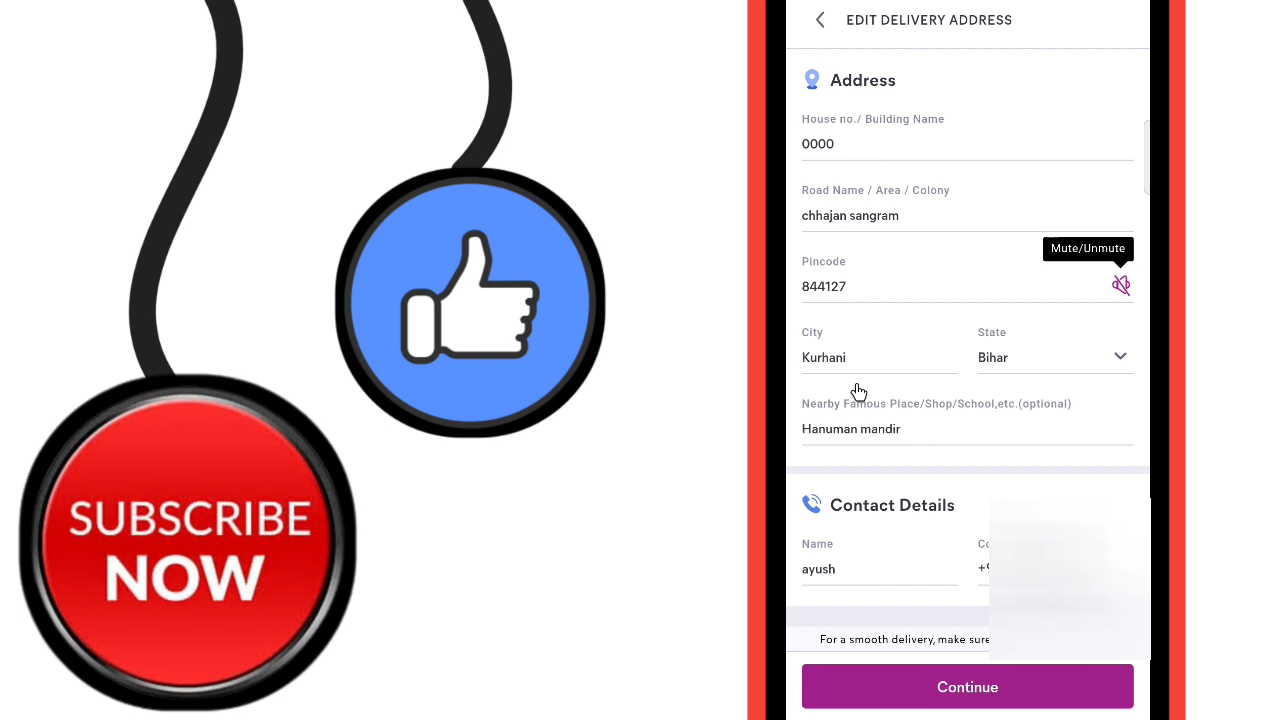 SUBSCRIBE
NOW
EDIT DELIVERY ADDRESS
Address
House no./ Building Name
0000
Road Name / Area / Colony
chhajan sangram
Mute/Unmute
Pincode
844127
City State
Kurhani Bihar
Nearby Famous Place/Shop/School,etc.(optional)
Hanuman mandir
Contact Details
Name
ayush
For a smooth delivery, make sure
Continue